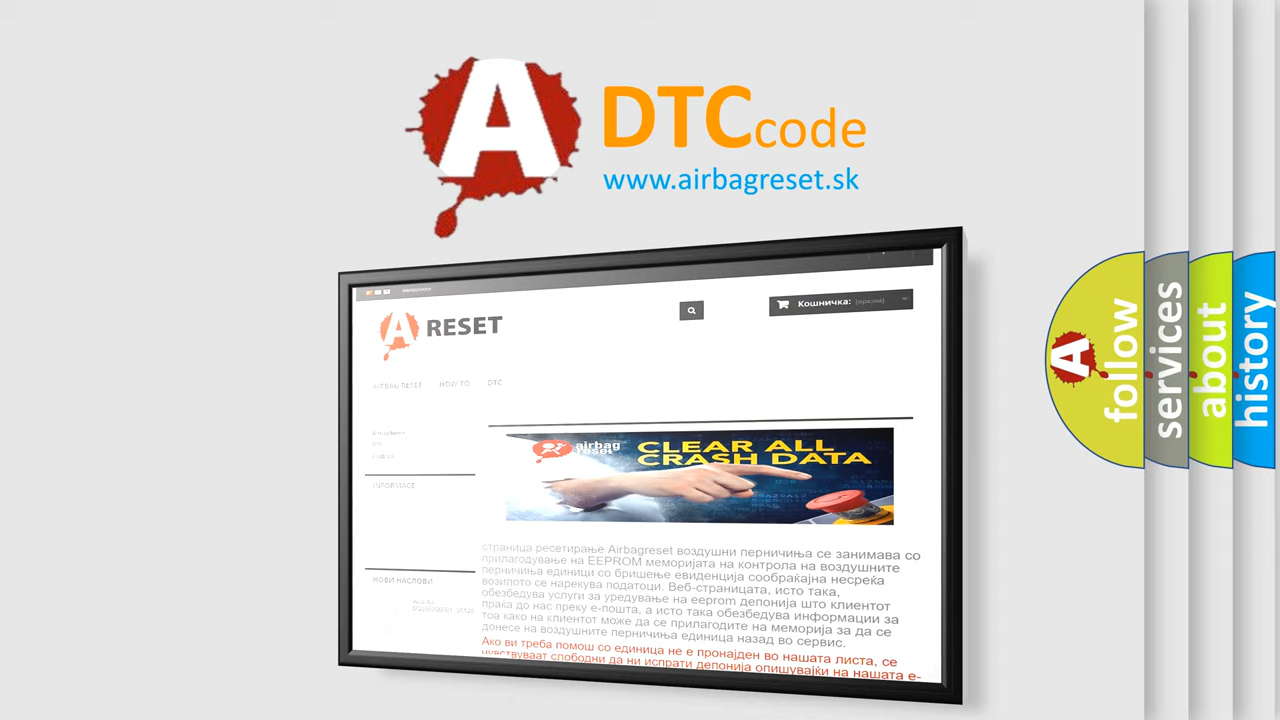 A DTC code
www.airbagreset.sk
Кошничка: (празна)
A RESET
AIRBAG RESET HOW TO DTC
airbag reset
CLEAR ALL
CRASH DATA
INFORMACE
страница ресетирање Airbagreset воздушни перничиња се занимава со
прилагодување на EEPROM меморијата на контрола на воздушните
перничиња единици со бришење евиденција сообраќајна несреќа
возилото се нарекува податоци. Веб-страницата, исто така,
обезбедува услуги за уредување на eeprom депонија што клиентот
праќа до нас преку е-пошта, а исто така обезбедува информации за
тоа како на клиентот може да се прилагодите на меморија за да се
донесе на воздушните перничиња единица назад во сервис.
Ако ви треба помош со единица не е пронајден во нашата листа, се
чувствуваат слободни да ни испрати депонија опишувајќи на нашата е-
НОВИ НАСЛОВИ
A
follow
services
about
history